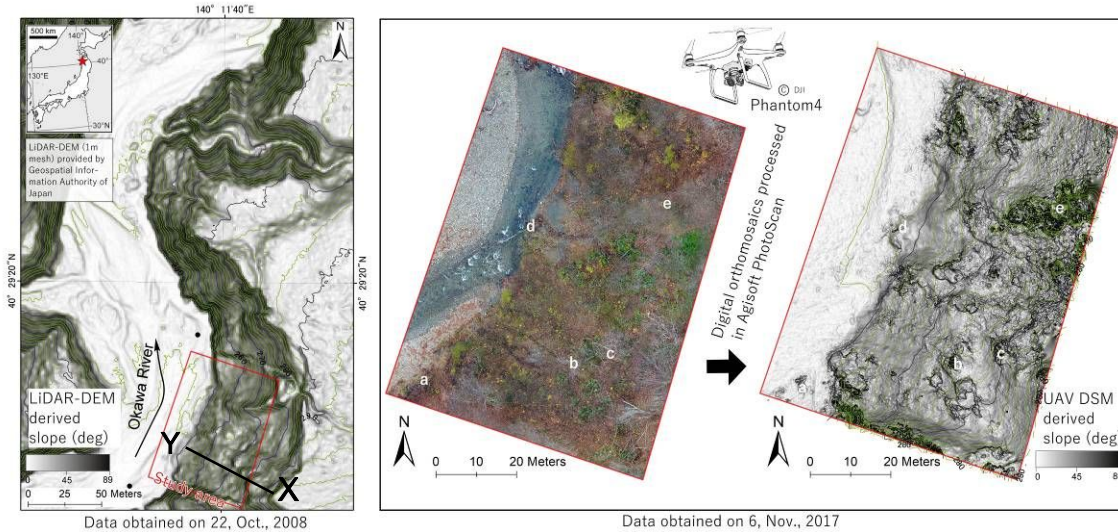 140° 11'40"E
500 km
140°
40°
130°E
30°N
N
LiDAR-DEM (1m
mesh) provided by
Geospatial Infor-
mation Authority of
Japan
40° 29'20"N
40° 29'20"N
Okawa River
LiDAR-DEM
derived
slope (deg)
0 45 89
0 25 50 Meters
Y
X
Study area
Data obtained on 22, Oct., 2008
© DJI
Phantom4
a
b
c
d
e
N
0 10 20 Meters
Digital orthomosaics processed
in Agisoft PhotoScan
d
e
b
c
N
0 10 20 Meters
UAV DSM
derived
slope (deg)
0 45 89
Data obtained on 6, Nov., 2017